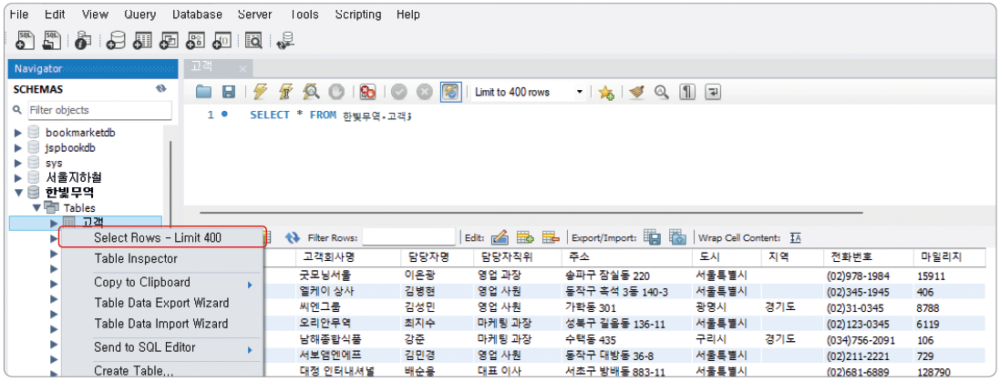 File Edit View Query Database Server Tools Scripting Help
Navigator
고객
SCHEMAS
Limit to 400 rows
Filter objects
1 SELECT * FROM 한빛무역.고객;
bookmarketdb
jspbookdb
sys
서울지하철
한빛무역
Tables
고객
Select Rows - Limit 400
Filter Rows: Edit: Export/Import: Wrap Cell Content:
Table Inspector
Copy to Clipboard
Table Data Export Wizard
Table Data Import Wizard
Send to SQL Editor
Create Table...
고객회사명 담당자명 담당자직위 주소 도시 지역 전화번호 마일리지
굿모닝서울 이은광 영업 과장 송파구 잠실동 220 서울특별시 (02)978-1984 15911
엘케이 상사 김병현 영업 사원 동작구 흑석 3동 140-3 서울특별시 (02)345-1945 406
씨엔그룹 김성민 영업 사원 가학동 301 광명시 경기도 (02)31-0345 8788
오리안무역 최지수 마케팅 과장 성북구 길음동 136-11 서울특별시 (02)123-0345 6119
남해종합식품 강준 마케팅 과장 수택동 435 구리시 경기도 (034)756-2091 106
서보앰엔에프 김민경 영업 사원 동작구 대방동 36-8 서울특별시 (02)211-2221 729
대정 인터내셔널 배순용 대표 이사 서초구 방배동 883-11 서울특별시 (02)681-6889 128790